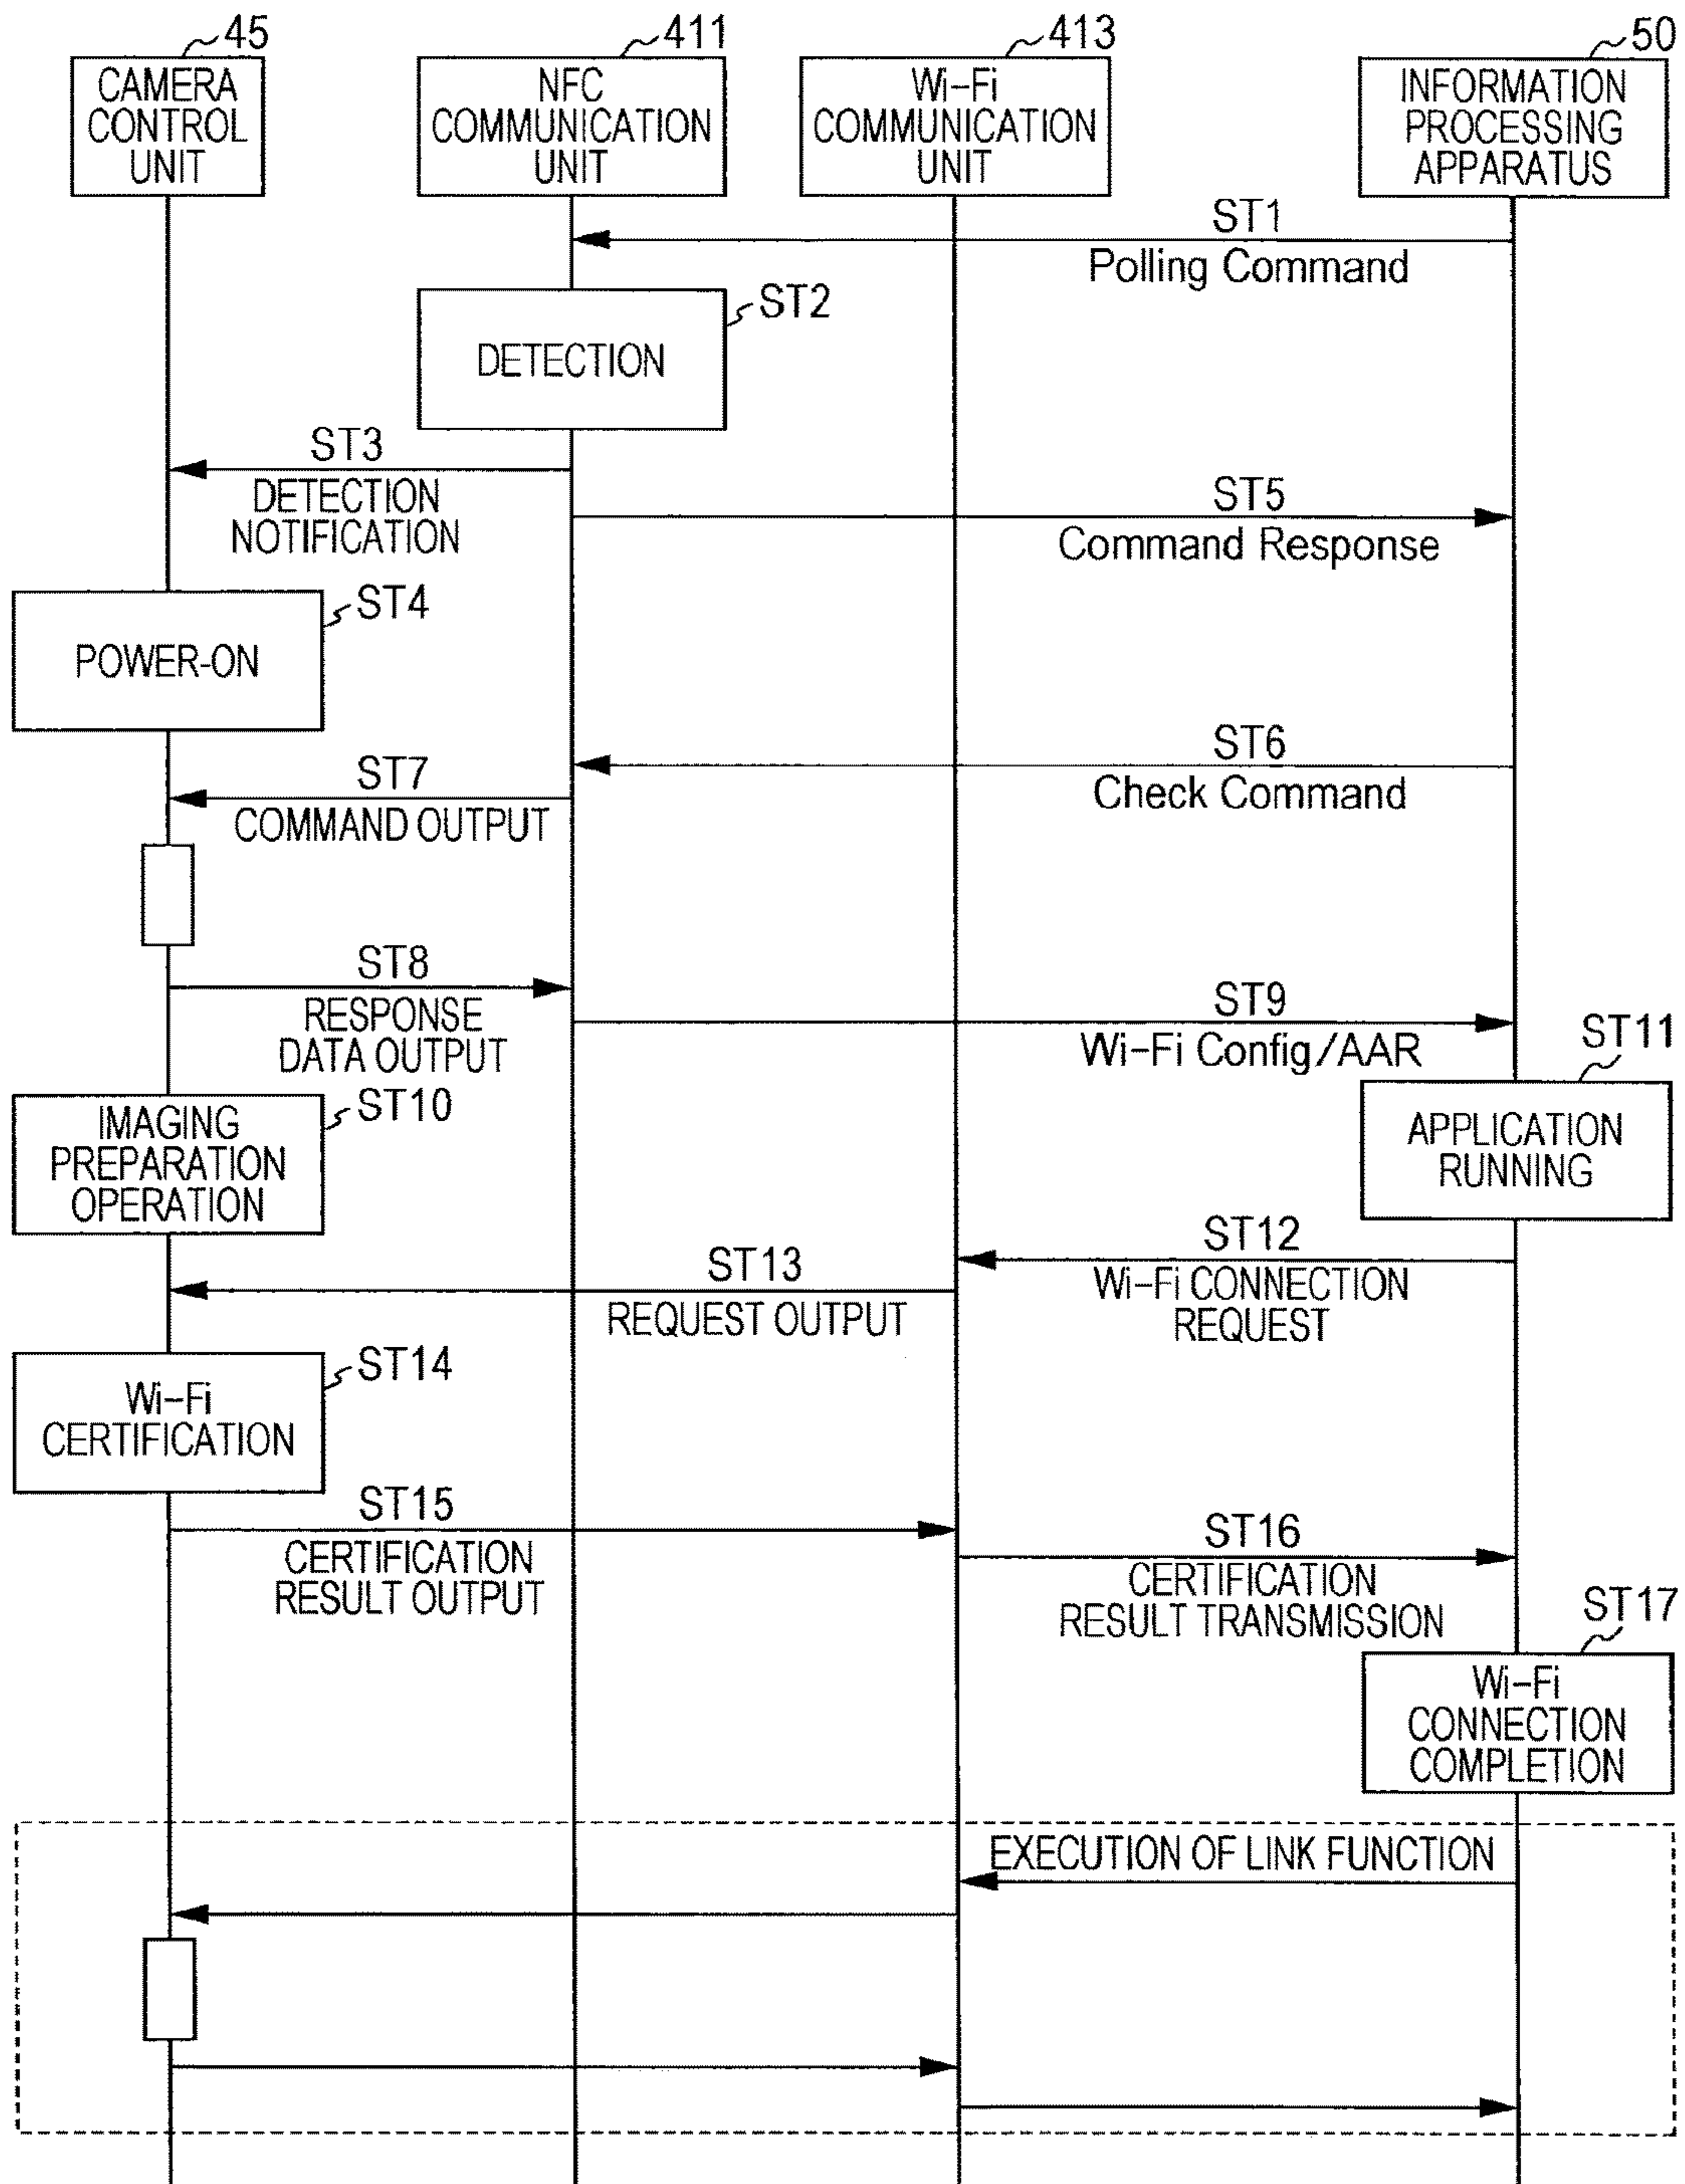 45
411
413
50
CAMERA
CONTROL
UNIT
NFC
COMMUNICATION
UNIT
Wi-Fi
COMMUNICATION
UNIT
INFORMATION
PROCESSING
APPARATUS
ST1
Polling Command
ST2
DETECTION
ST3
DETECTION
NOTIFICATION
ST5
Command Response
ST4
POWER-ON
ST6
Check Command
ST7
COMMAND OUTPUT
ST8
RESPONSE
DATA OUTPUT
ST9
Wi-Fi Config/AAR
ST11
APPLICATION
RUNNING
ST10
IMAGING
PREPARATION
OPERATION
ST12
Wi-Fi CONNECTION
REQUEST
ST13
REQUEST OUTPUT
ST14
Wi-Fi
CERTIFICATION
ST15
CERTIFICATION
RESULT OUTPUT
ST16
CERTIFICATION
RESULT TRANSMISSION
ST17
Wi-Fi
CONNECTION
COMPLETION
EXECUTION OF LINK FUNCTION